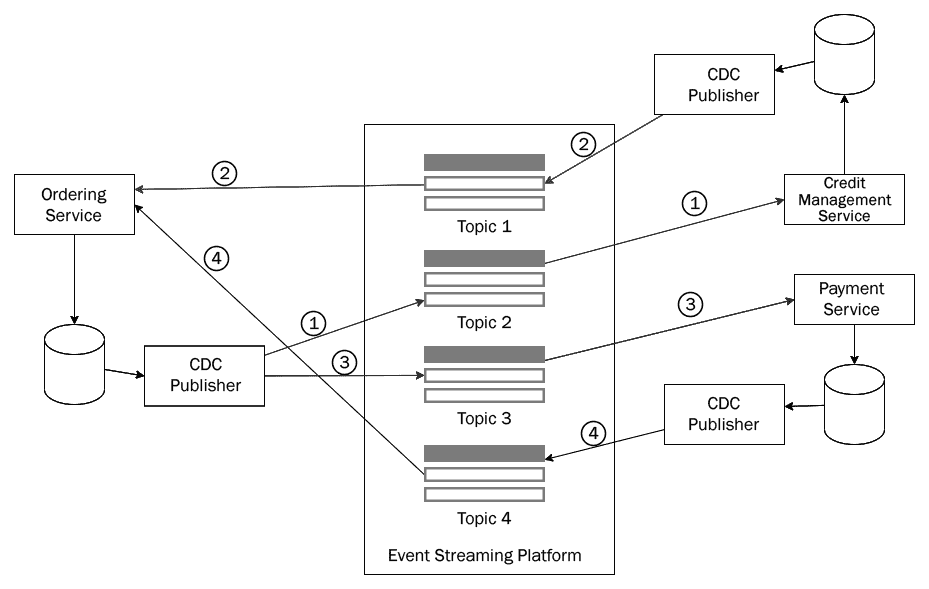 CDC
Publisher
2
2
Ordering
Service
Credit
Management
Service
1
Topic 1
4
3
Payment
Service
1
Topic 2
3
CDC
Publisher
CDC
Publisher
Topic 3
4
Topic 4
Event Streaming Platform